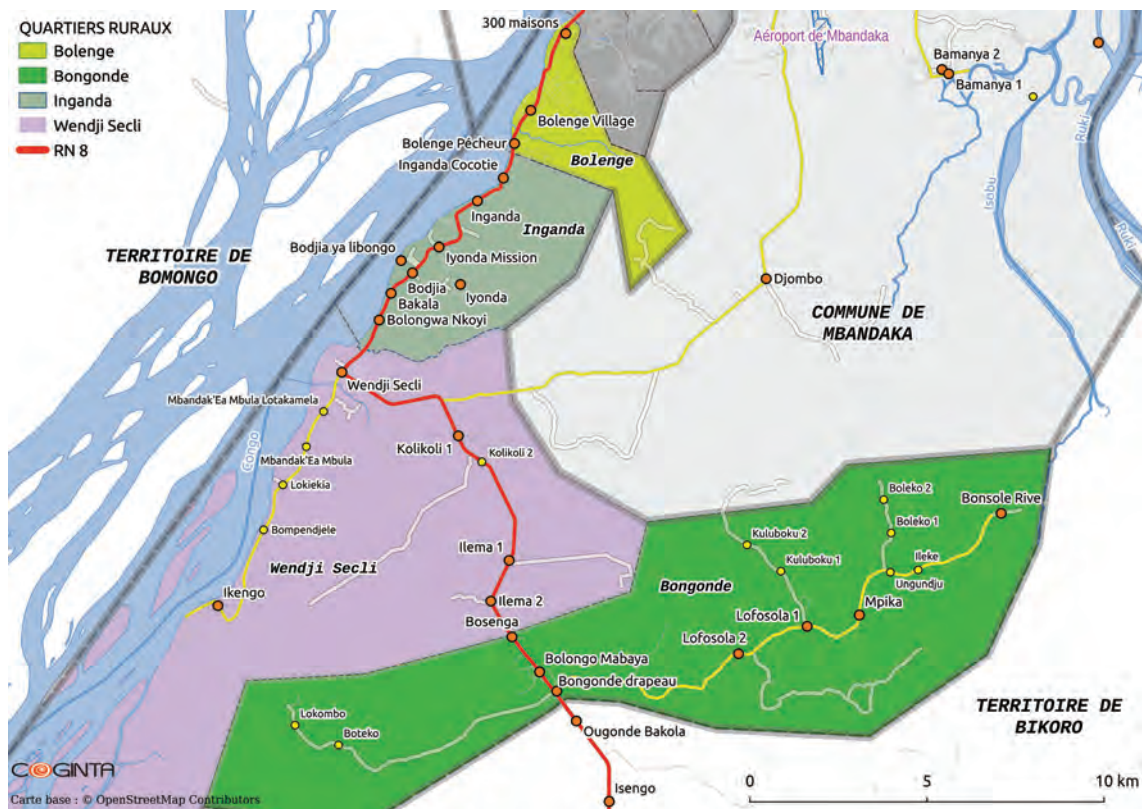 QUARTIERS RURAUX
Bolenge
Bongonde
Inganda
Wendji Secli
RN 8
300 maisons
Aéroport de Mbandaka
Bamanya 2
Bamanya 1
Ruki
Bolenge Village
Bolenge Pécheur
Bolenge
Inganda Cocotie
Isobu
Ruki
Inganda
Inganda
TERRITOIRE DE
BOMONGO
Bodjia ya libongo
Iyonda Mission
Bodjia
Iyonda
Bakala
Bolongwa Nkoyi
Djombo
COMMUNE DE
MBANDAKA
Wendji Secli
Mbandak'Ea Mbula Lotakamela
Congo
Kolikoli 1
Kolikoli 2
Mbandak'Ea Mbula
Lokiekia
Bompendjele
Boleko 2
Bonsole Rive
Boleko 1
Kuluboku 2
Kuluboku 1
Ileke
Ungundju
Ilema 1
Wendji Secli
Bongonde
Ikengo
Ilema 2
Mpika
Lofosola 1
Lofosola 2
Bosenga
Bolongo Mabaya
Bongonde drapeau
Lokombo
Boteko
Ougonde Bakola
TERRITOIRE DE
BIKORO
Isengo
0 5 10 km
COGINTA
Carte base : © OpenStreetMap Contributors